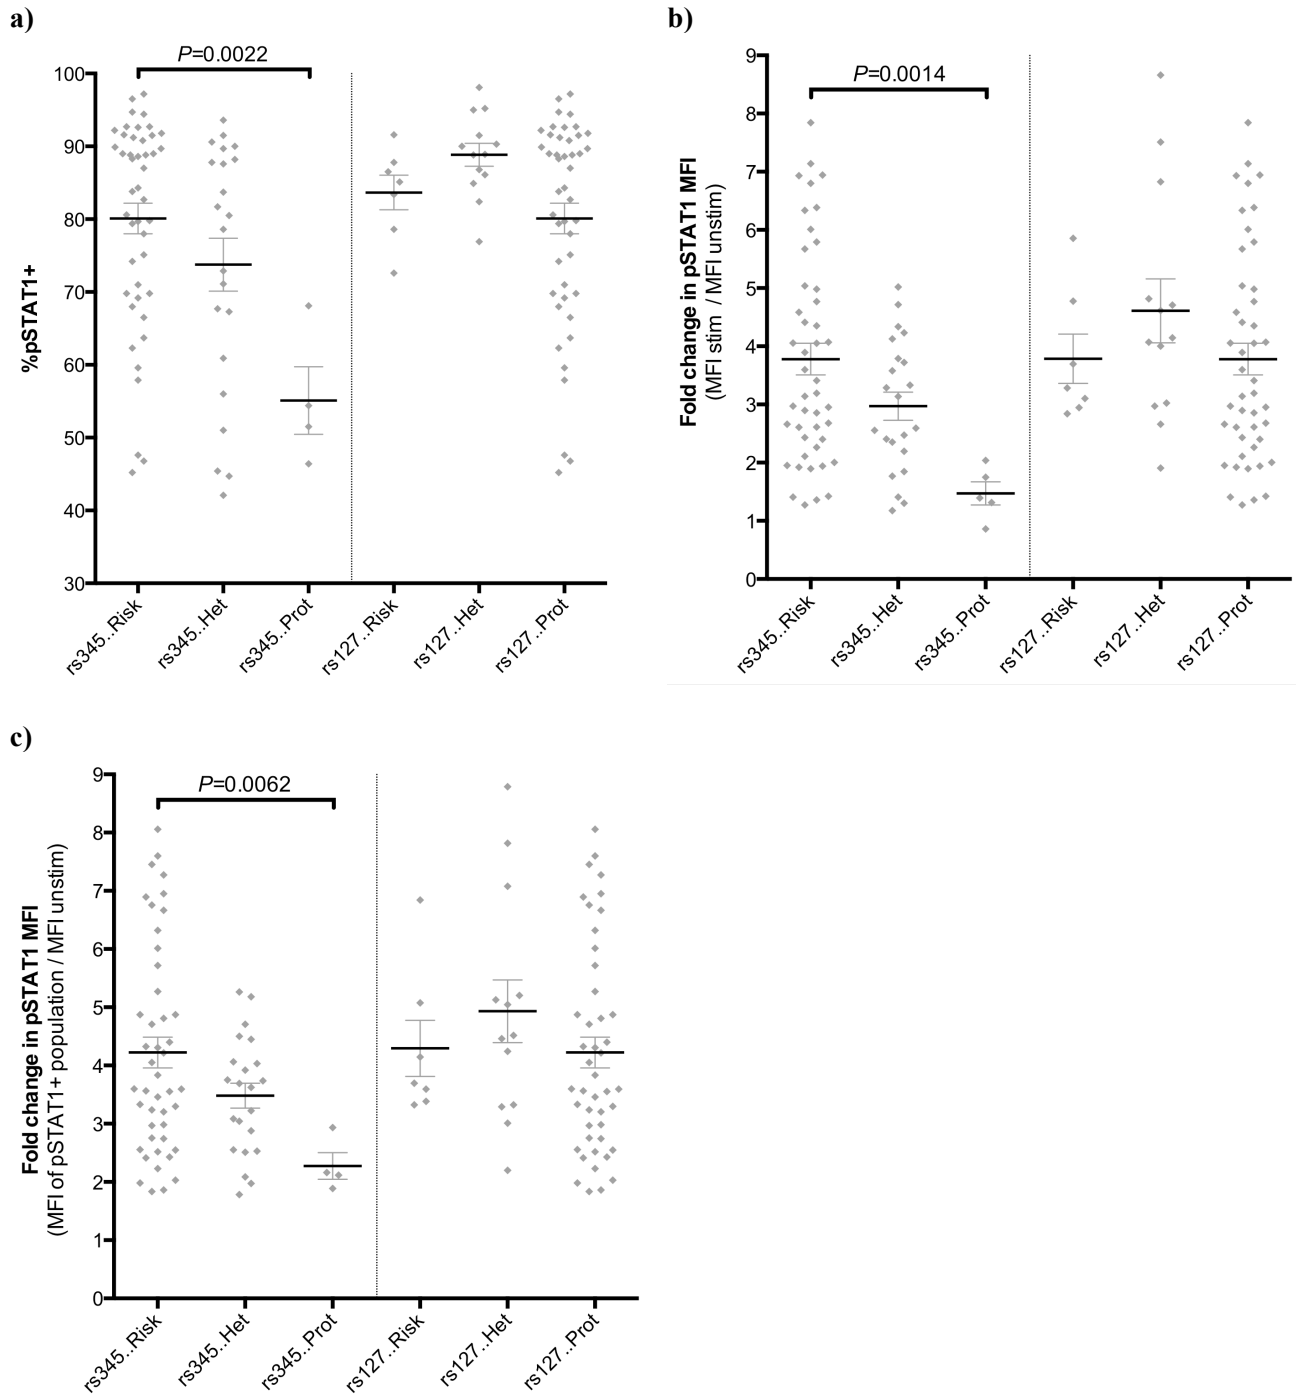 a)
P=0.0022
100
90
80
70
60
50
40
30
%pSTAT1+
rs345..Risk
rs345..Het
rs345..Prot
rs127..Risk
rs127..Het
rs127..Prot
b)
P=0.0014
9
8
7
6
5
4
3
2
1
0
Fold change in pSTAT1 MFI
(MFI stim / MFI unstim)
rs345..Risk
rs345..Het
rs345..Prot
rs127..Risk
rs127..Het
rs127..Prot
c)
P=0.0062
9
8
7
6
5
4
3
2
1
0
Fold change in pSTAT1 MFI
(MFI of pSTAT1+ population / MFI unstim)
rs345..Risk
rs345..Het
rs345..Prot
rs127..Risk
rs127..Het
rs127..Prot